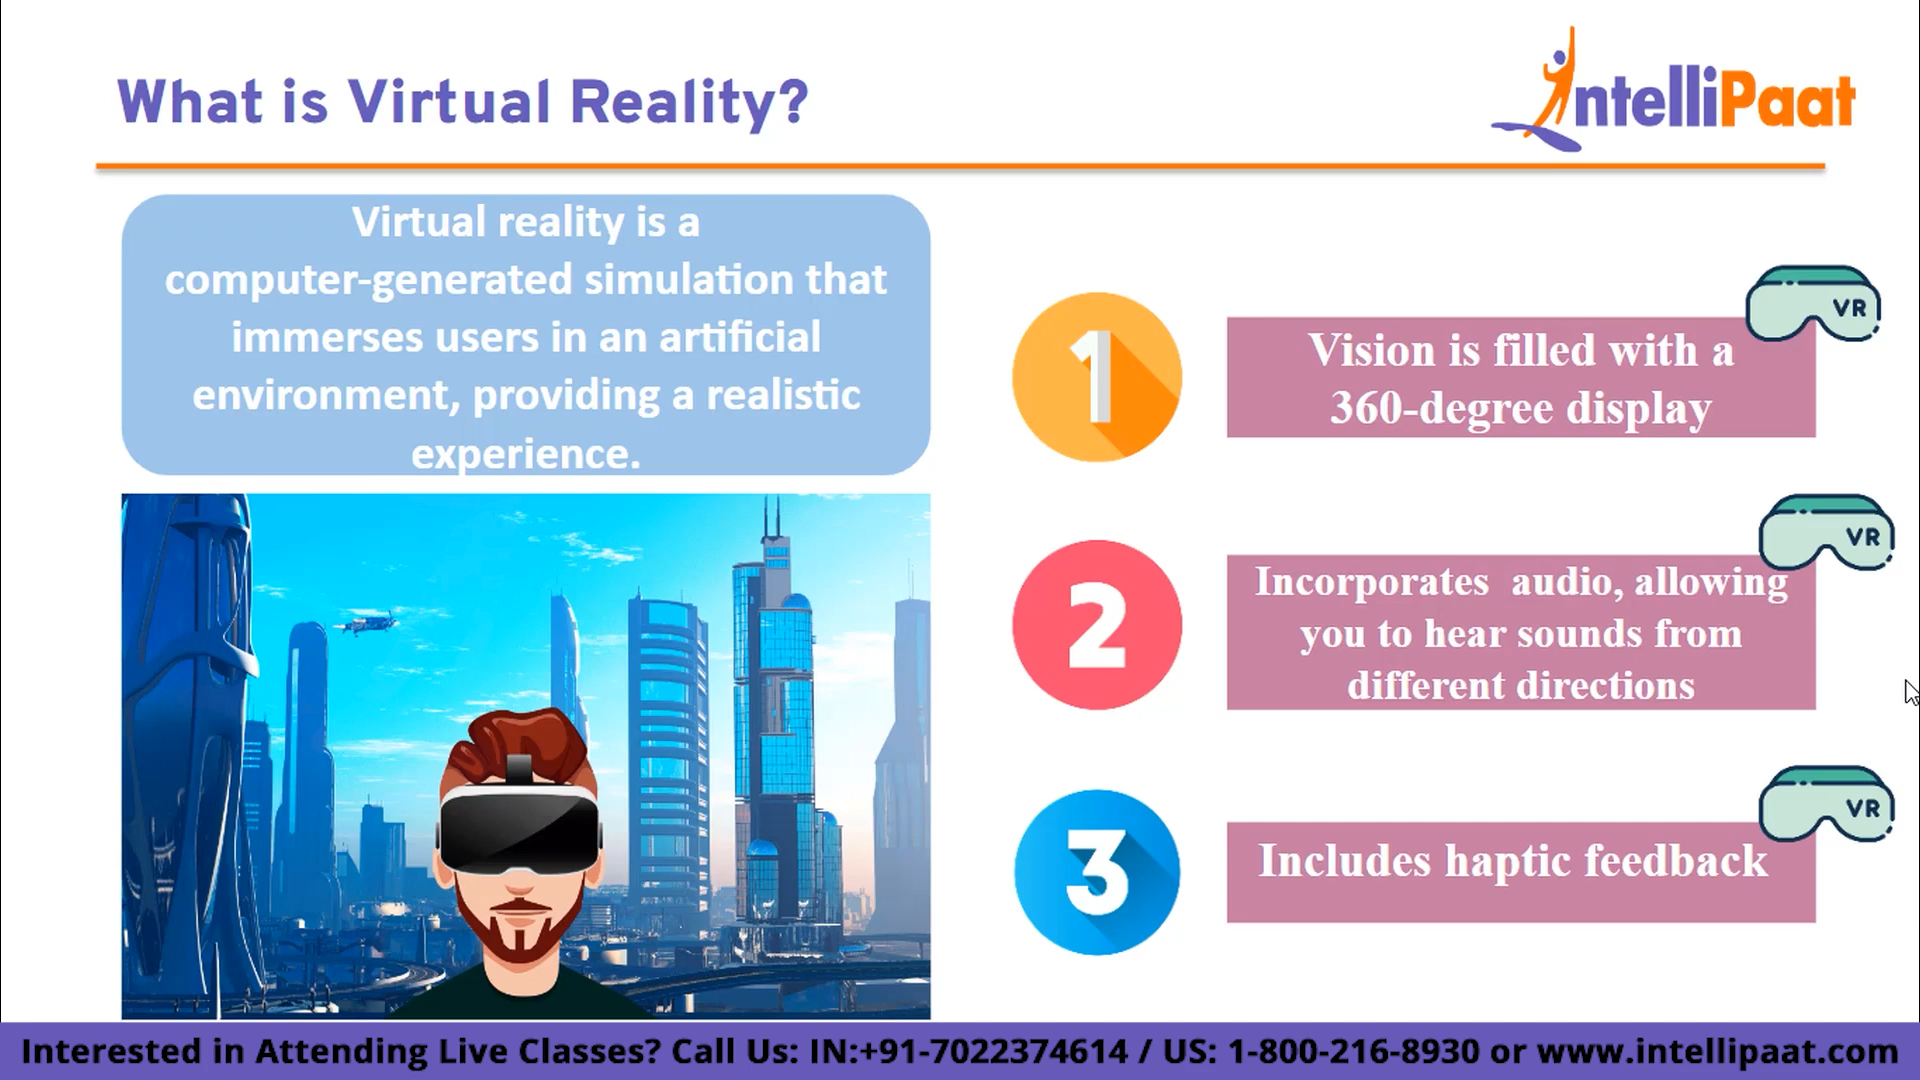 What is Virtual Reality?
IntelliPaat
Virtual reality is a
computer-generated simulation that
immerses users in an artificial
environment, providing a realistic
experience.
1
VR
Vision is filled with a
360-degree display
2
VR
Incorporates  audio, allowing
you to hear sounds from
different directions
3
VR
Includes haptic feedback
Interested in Attending Live Classes? Call Us: IN:+91-7022374614 / US: 1-800-216-8930 or www.intellipaat.com